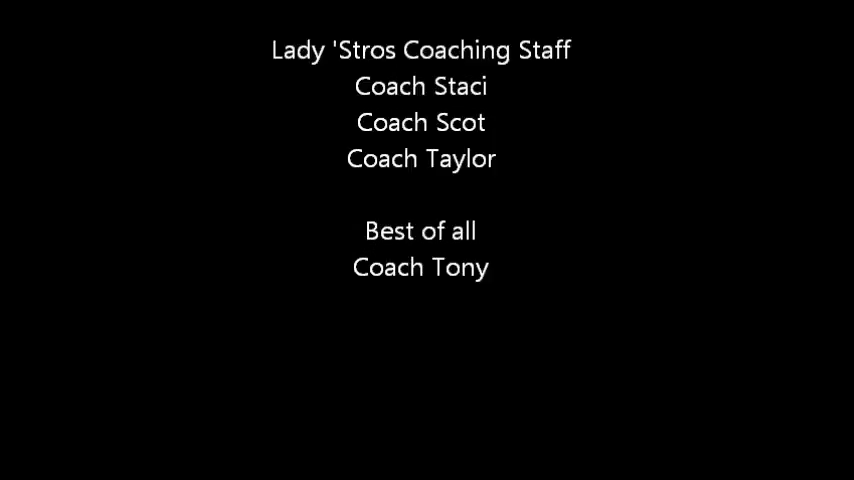 Lady 'Stros Coaching Staff
Coach Staci
Coach Scot
Coach Taylor
Best of all
Coach Tony